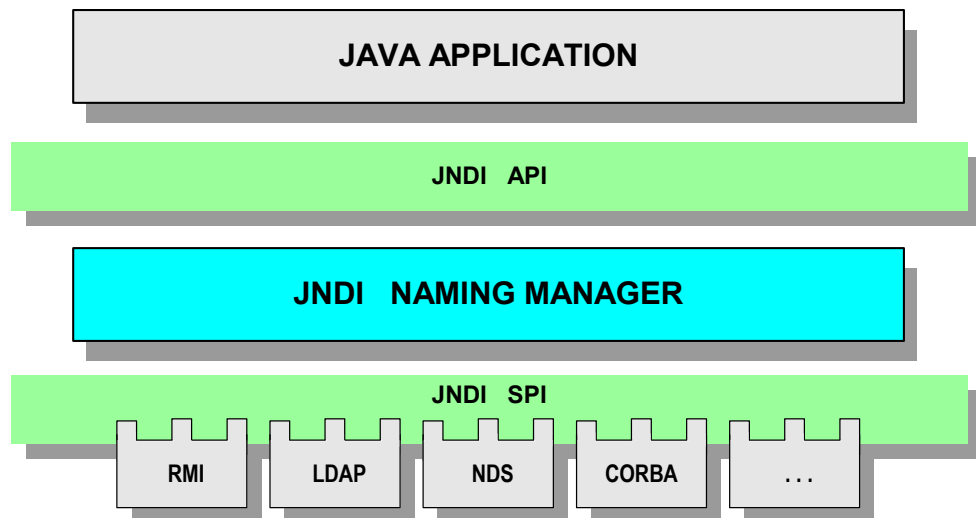 JAVA APPLICATION
JNDI API
JNDI NAMING MANAGER
JNDI SPI
RMI LDAP NDS CORBA ...